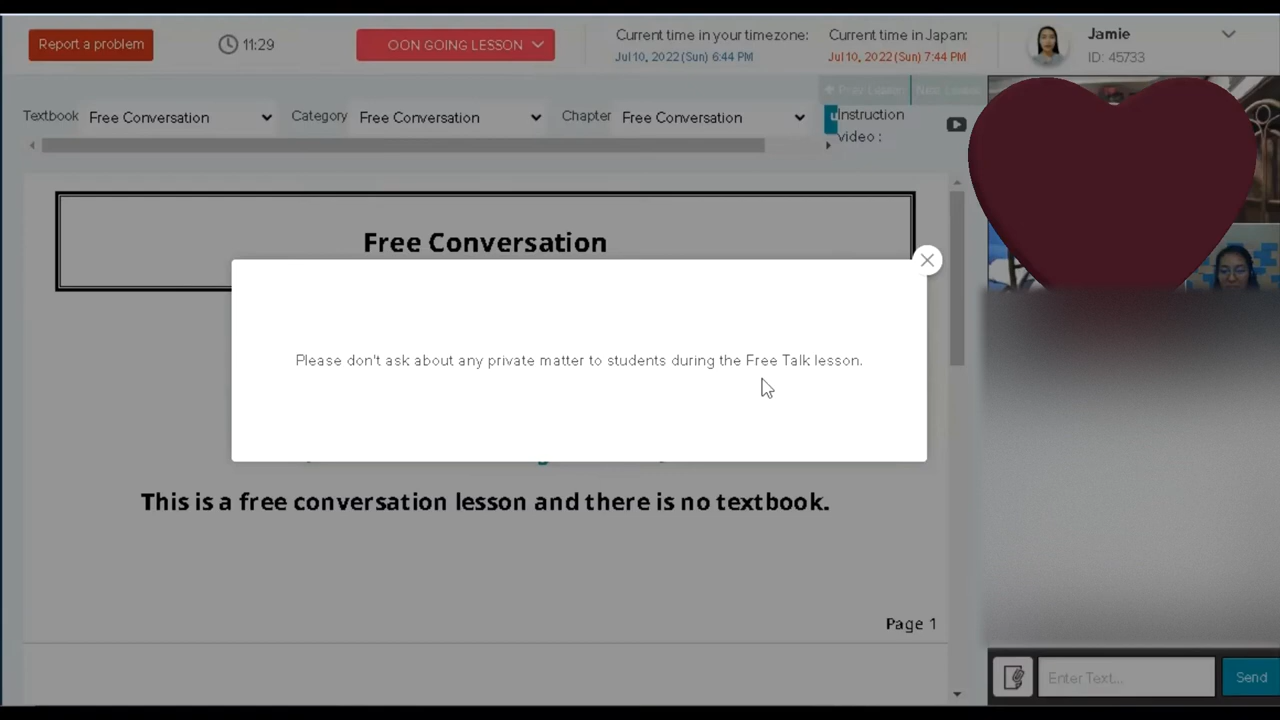 Report a problem
11:29
OON GOING LESSON
Current time in your timezone:
Jul 10, 2022 (Sun) 6:44 PM
Current time in Japan:
Jul 10, 2022 (Sun) 7:44 PM
Jamie
ID: 45733
Textbook
Free Conversation
Category
Free Conversation
Chapter
Free Conversation
Instruction
video :
Free Conversation
Please don't ask about any private matter to students during the Free Talk lesson.
This is a free conversation lesson and there is no textbook.
Page 1
Enter Text...
Send